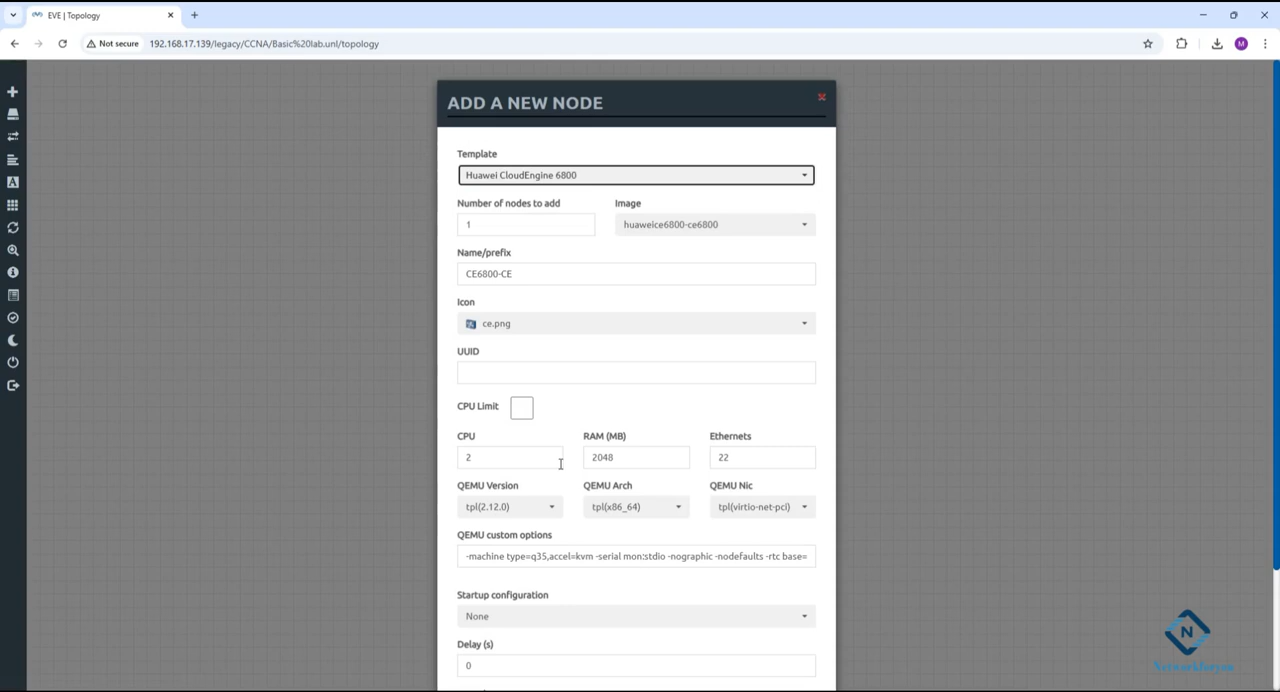 EVE | Topology
Not secure
192.168.17.139/legacy/CCNA/Basic%20lab.unl/topology
M
ADD A NEW NODE
Template
Huawei CloudEngine 6800
Number of nodes to add
Image
1
huaweice6800-ce6800
Name/prefix
CE6800-CE
Icon
ce.png
UUID
CPU Limit
CPU
RAM (MB)
Ethernets
2
2048
22
QEMU Version
QEMU Arch
QEMU Nic
tpl(2.12.0)
tpl(x86_64)
tpl(virtio-net-pci)
QEMU custom options
-machine type=q35,accel=kvm -serial mon:stdio -nographic -nodefaults -rtc base=
Startup configuration
None
Delay (s)
0
N